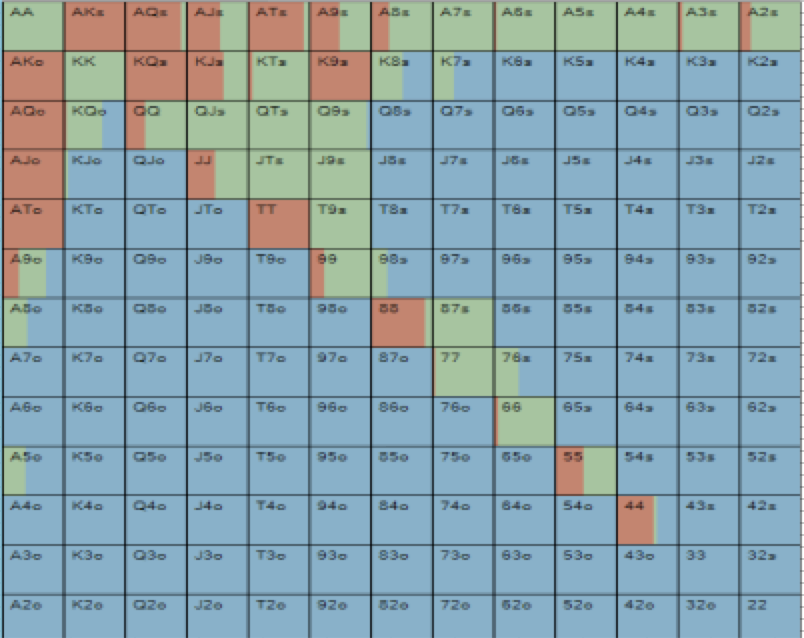 AA AKs AQs AJs ATs A9s A8s A7s A6s A5s A4s A3s A2s
AKo KK KQs KJs KTs K9s K8s K7s K6s K5s K4s K3s K2s
AQo KQo QQ QJs QTs Q9s Q8s Q7s Q6s Q5s Q4s Q3s Q2s
AJo KJo QJo JJ JTs J9s J8s J7s J6s J5s J4s J3s J2s
ATo KTo QTo JTo TT T9s T8s T7s T6s T5s T4s T3s T2s
A9o K9o Q9o J9o T9o 99 98s 97s 96s 95s 94s 93s 92s
A8o K8o Q8o J8o T8o 98o 88 87s 86s 85s 84s 83s 82s
A7o K7o Q7o J7o T7o 97o 87o 77 76s 75s 74s 73s 72s
A6o K6o Q6o J6o T6o 96o 86o 76o 66 65s 64s 63s 62s
A5o K5o Q5o J5o T5o 95o 85o 75o 65o 55 54s 53s 52s
A4o K4o Q4o J4o T4o 94o 84o 74o 64o 54o 44 43s 42s
A3o K3o Q3o J3o T3o 93o 83o 73o 63o 53o 43o 33 32s
A2o K2o Q2o J2o T2o 92o 82o 72o 62o 52o 42o 32o 22